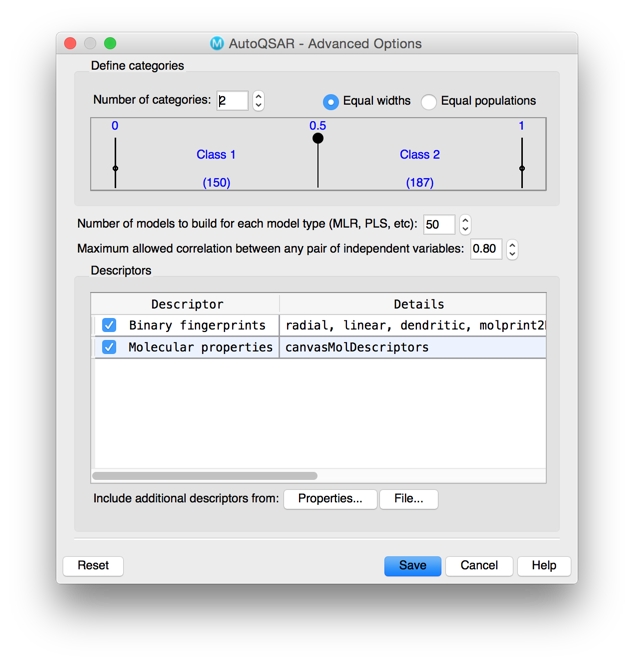 AutoQSAR - Advanced Options
Define categories
Number of categories: 2 Equal widths Equal populations
0 0.5 1
Class 1 Class 2
(150) (187)
Number of models to build for each model type (MLR, PLS, etc): 50
Maximum allowed correlation between any pair of independent variables: 0.80
Descriptors
Descriptor Details
Binary fingerprints radial, linear, dendritic, molprint2
Molecular properties canvasMolDescriptors
Include additional descriptors from: Properties... File...
Reset Save Cancel Help